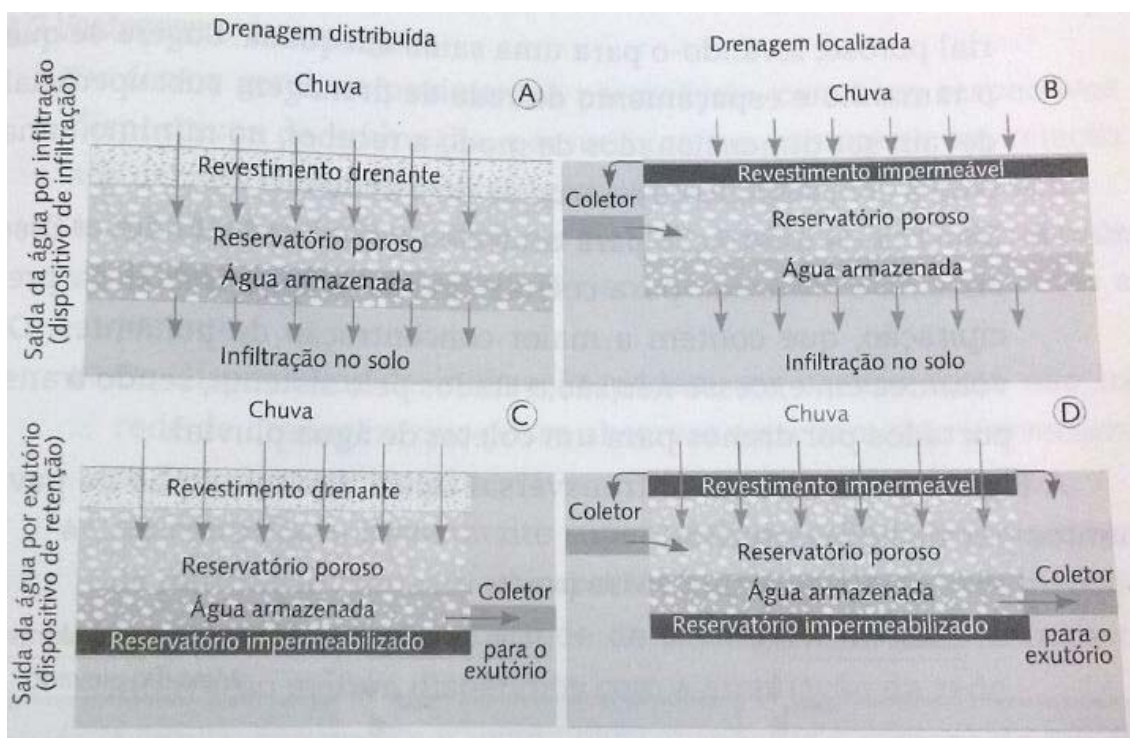 Drenagem distribuída
Drenagem localizada
Saída da água por infiltração
(dispositivo de infiltração)
Chuva
A
Revestimento drenante
Reservatório poroso
Água armazenada
Infiltração no solo
Chuva
B
Revestimento impermeável
Coletor
Reservatório poroso
Água armazenada
Infiltração no solo
Saída da água por exutório
(dispositivo de retenção)
Chuva
C
Revestimento drenante
Reservatório poroso
Água armazenada
Coletor
Reservatório impermeabilizado
para o
exutório
Chuva
D
Revestimento impermeável
Coletor
Reservatório poroso
Coletor
Água armazenada
Reservatório impermeabilizado
para o
exutório